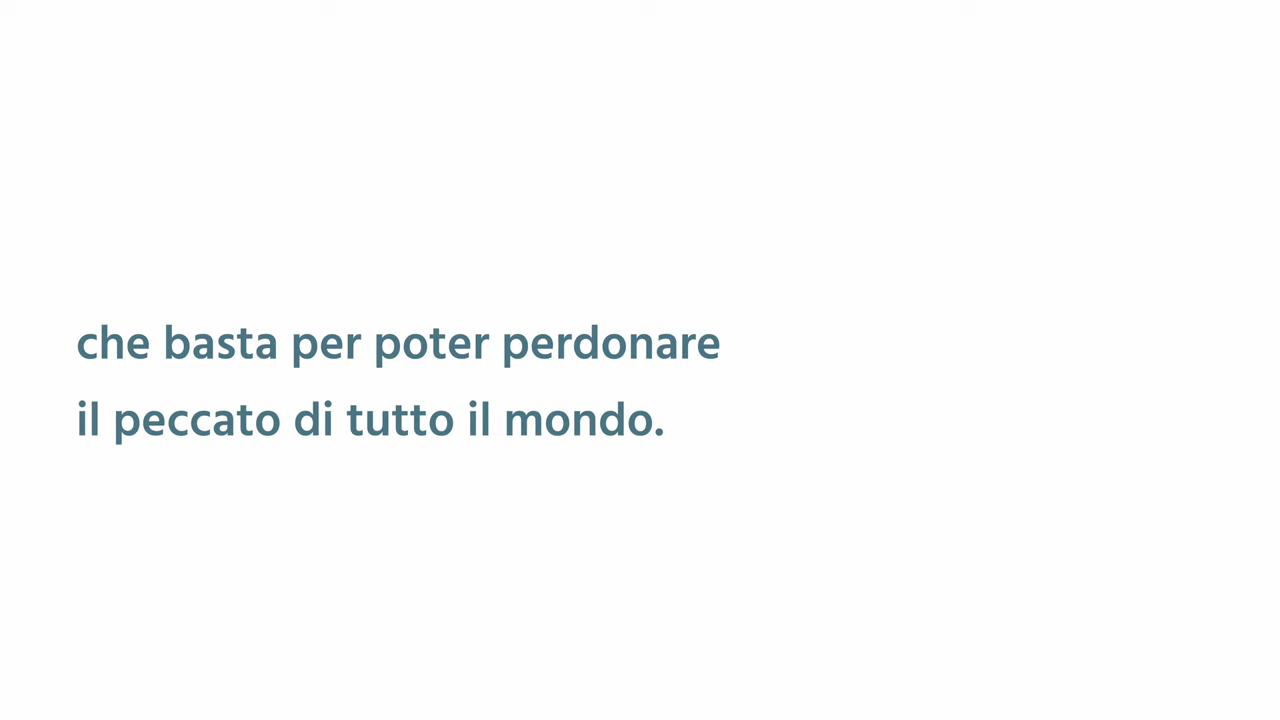 che basta per poter perdonare
il peccato di tutto il mondo.